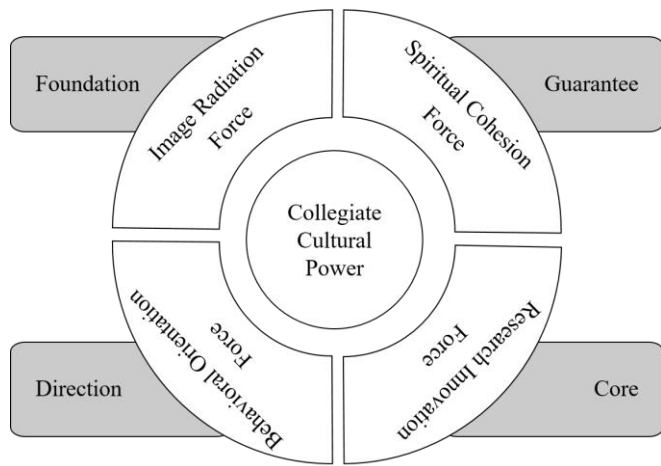 Foundation
Image Radiation
Force
Spiritual Cohesion
Force
Guarantee
Collegiate
Cultural
Power
Direction
Behavioral Orientation
Force
Research Innovation
Force
Core